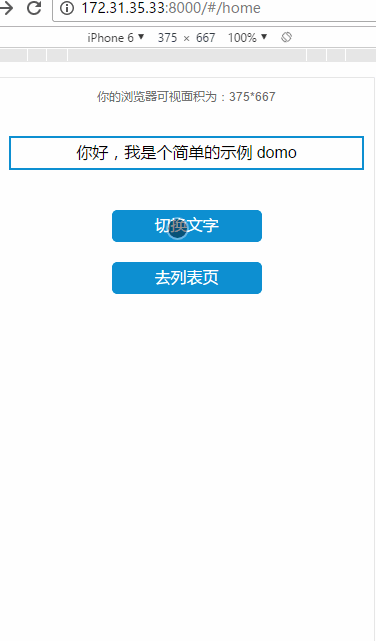 172.31.35.33:8000/#/home
iPhone 6 ▼ 375 × 667 100% ▼
你的浏览器可视面积为：375*667
你好，我是个简单的示例 domo
切换文字
去列表页